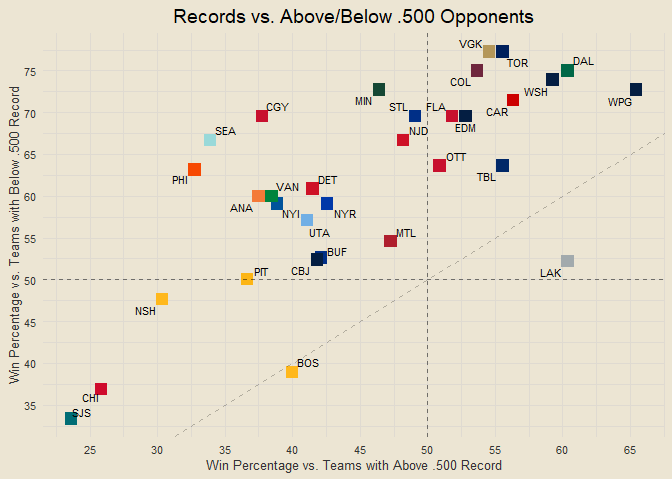 Records vs. Above/Below .500 Opponents
Win Percentage vs. Teams with Below .500 Record
75
70
65
60
55
50
45
40
35
VGK
TOR
DAL
COL
WSH
WPG
MIN
CAR
CGY
STL
FLA
EDM
SEA
NJD
OTT
PHI
TBL
DET
VAN
ANA
NYI
NYR
UTA
MTL
BUF
CBJ
LAK
PIT
NSH
BOS
CHI
SJS
25
30
35
40
45
50
55
60
65
Win Percentage vs. Teams with Above .500 Record